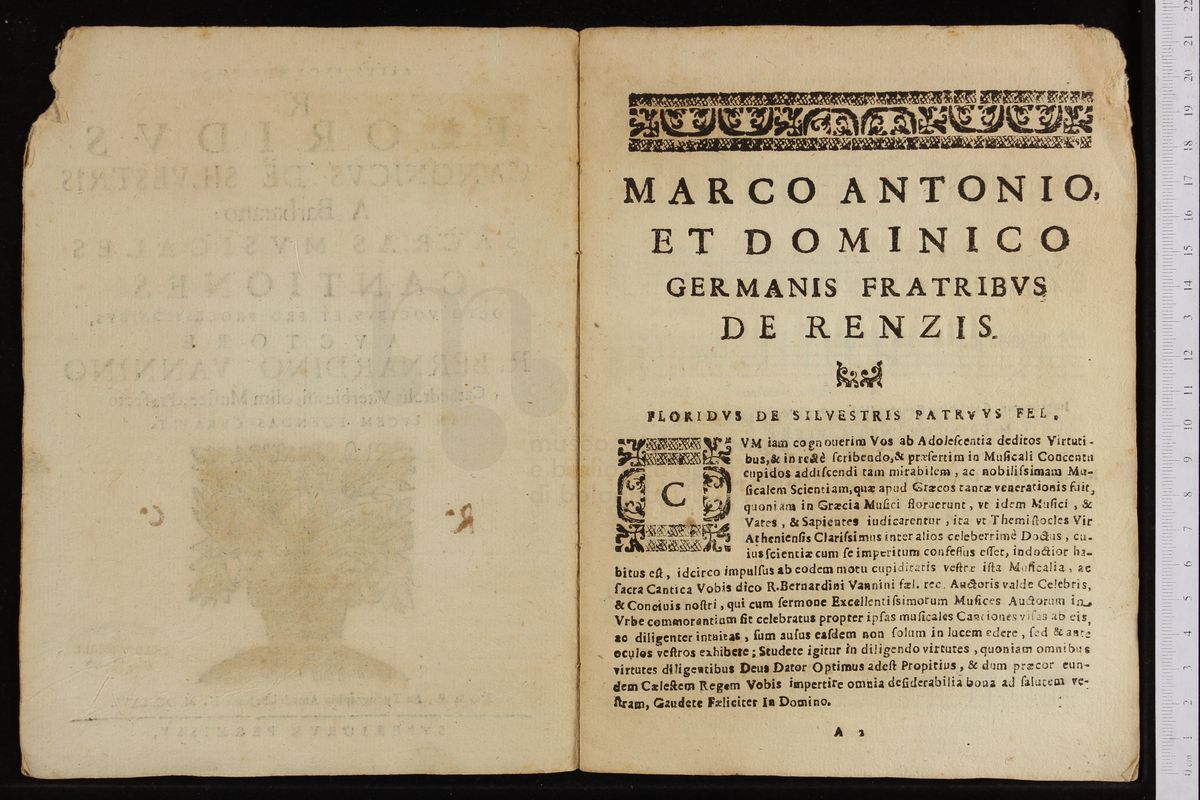 MARCO ANTONIO,
ET DOMINICO
GERMANIS FRATRIBVS
DE RENZIS.
FLORIDVS DE SILVESTRIS PATRVVS FEL.
CVM iam cognouerim Vos ab Adoleſcentia deditos Virtuti-
bus,& in rectè ſcribendo,& præſertim in Muſicali Concentu
cupidos addiſcendi tam mirabilem, ac nobiliſsimam Mu-
ſicalem Scientiam,quæ apud Græcos tantæ venerationis fuit,
quoniam in Græcia Muſici floruerunt, vt idem Muſici, &
Vates, & Sapientes iudicarentur, ita vt Themiſtocles Vir
Athenienſis Clariſsimus inter alios celeberrimè Doctus, cu-
ius ſcientiæ cum ſe imperitum confeſſus eſſet, indoctior ha-
bitus eſt, idcirco impulſus ab eodem motu cupiditatis veſtræ iſta Muſicalia, ac
ſacra Cantica Vobis dico R.Bernardini Vannini fæl. rec. Auctoris valde Celebris,
& Conciuis noſtri, qui cum ſermone Excellentiſsimorum Muſices Auctorum in
Vrbe commorantium ſit celebratus propter ipſas muſicales Cantiones viſas ab eis,
ac diligenter intuitas, ſum auſus eaſdem non ſolum in lucem edere, ſed & ante
oculos veſtros exhibere; Studete igitur in diligendo virtutes, quoniam omnibus
virtutes diligentibus Deus Dator Optimus adeſt Propitius, & dum præcor eun-
dem Cæleſtem Regem Vobis impertire omnia deſiderabilia bona ad ſalutem ve-
ſtram, Gaudete Fæliciter In Domino.
A 2